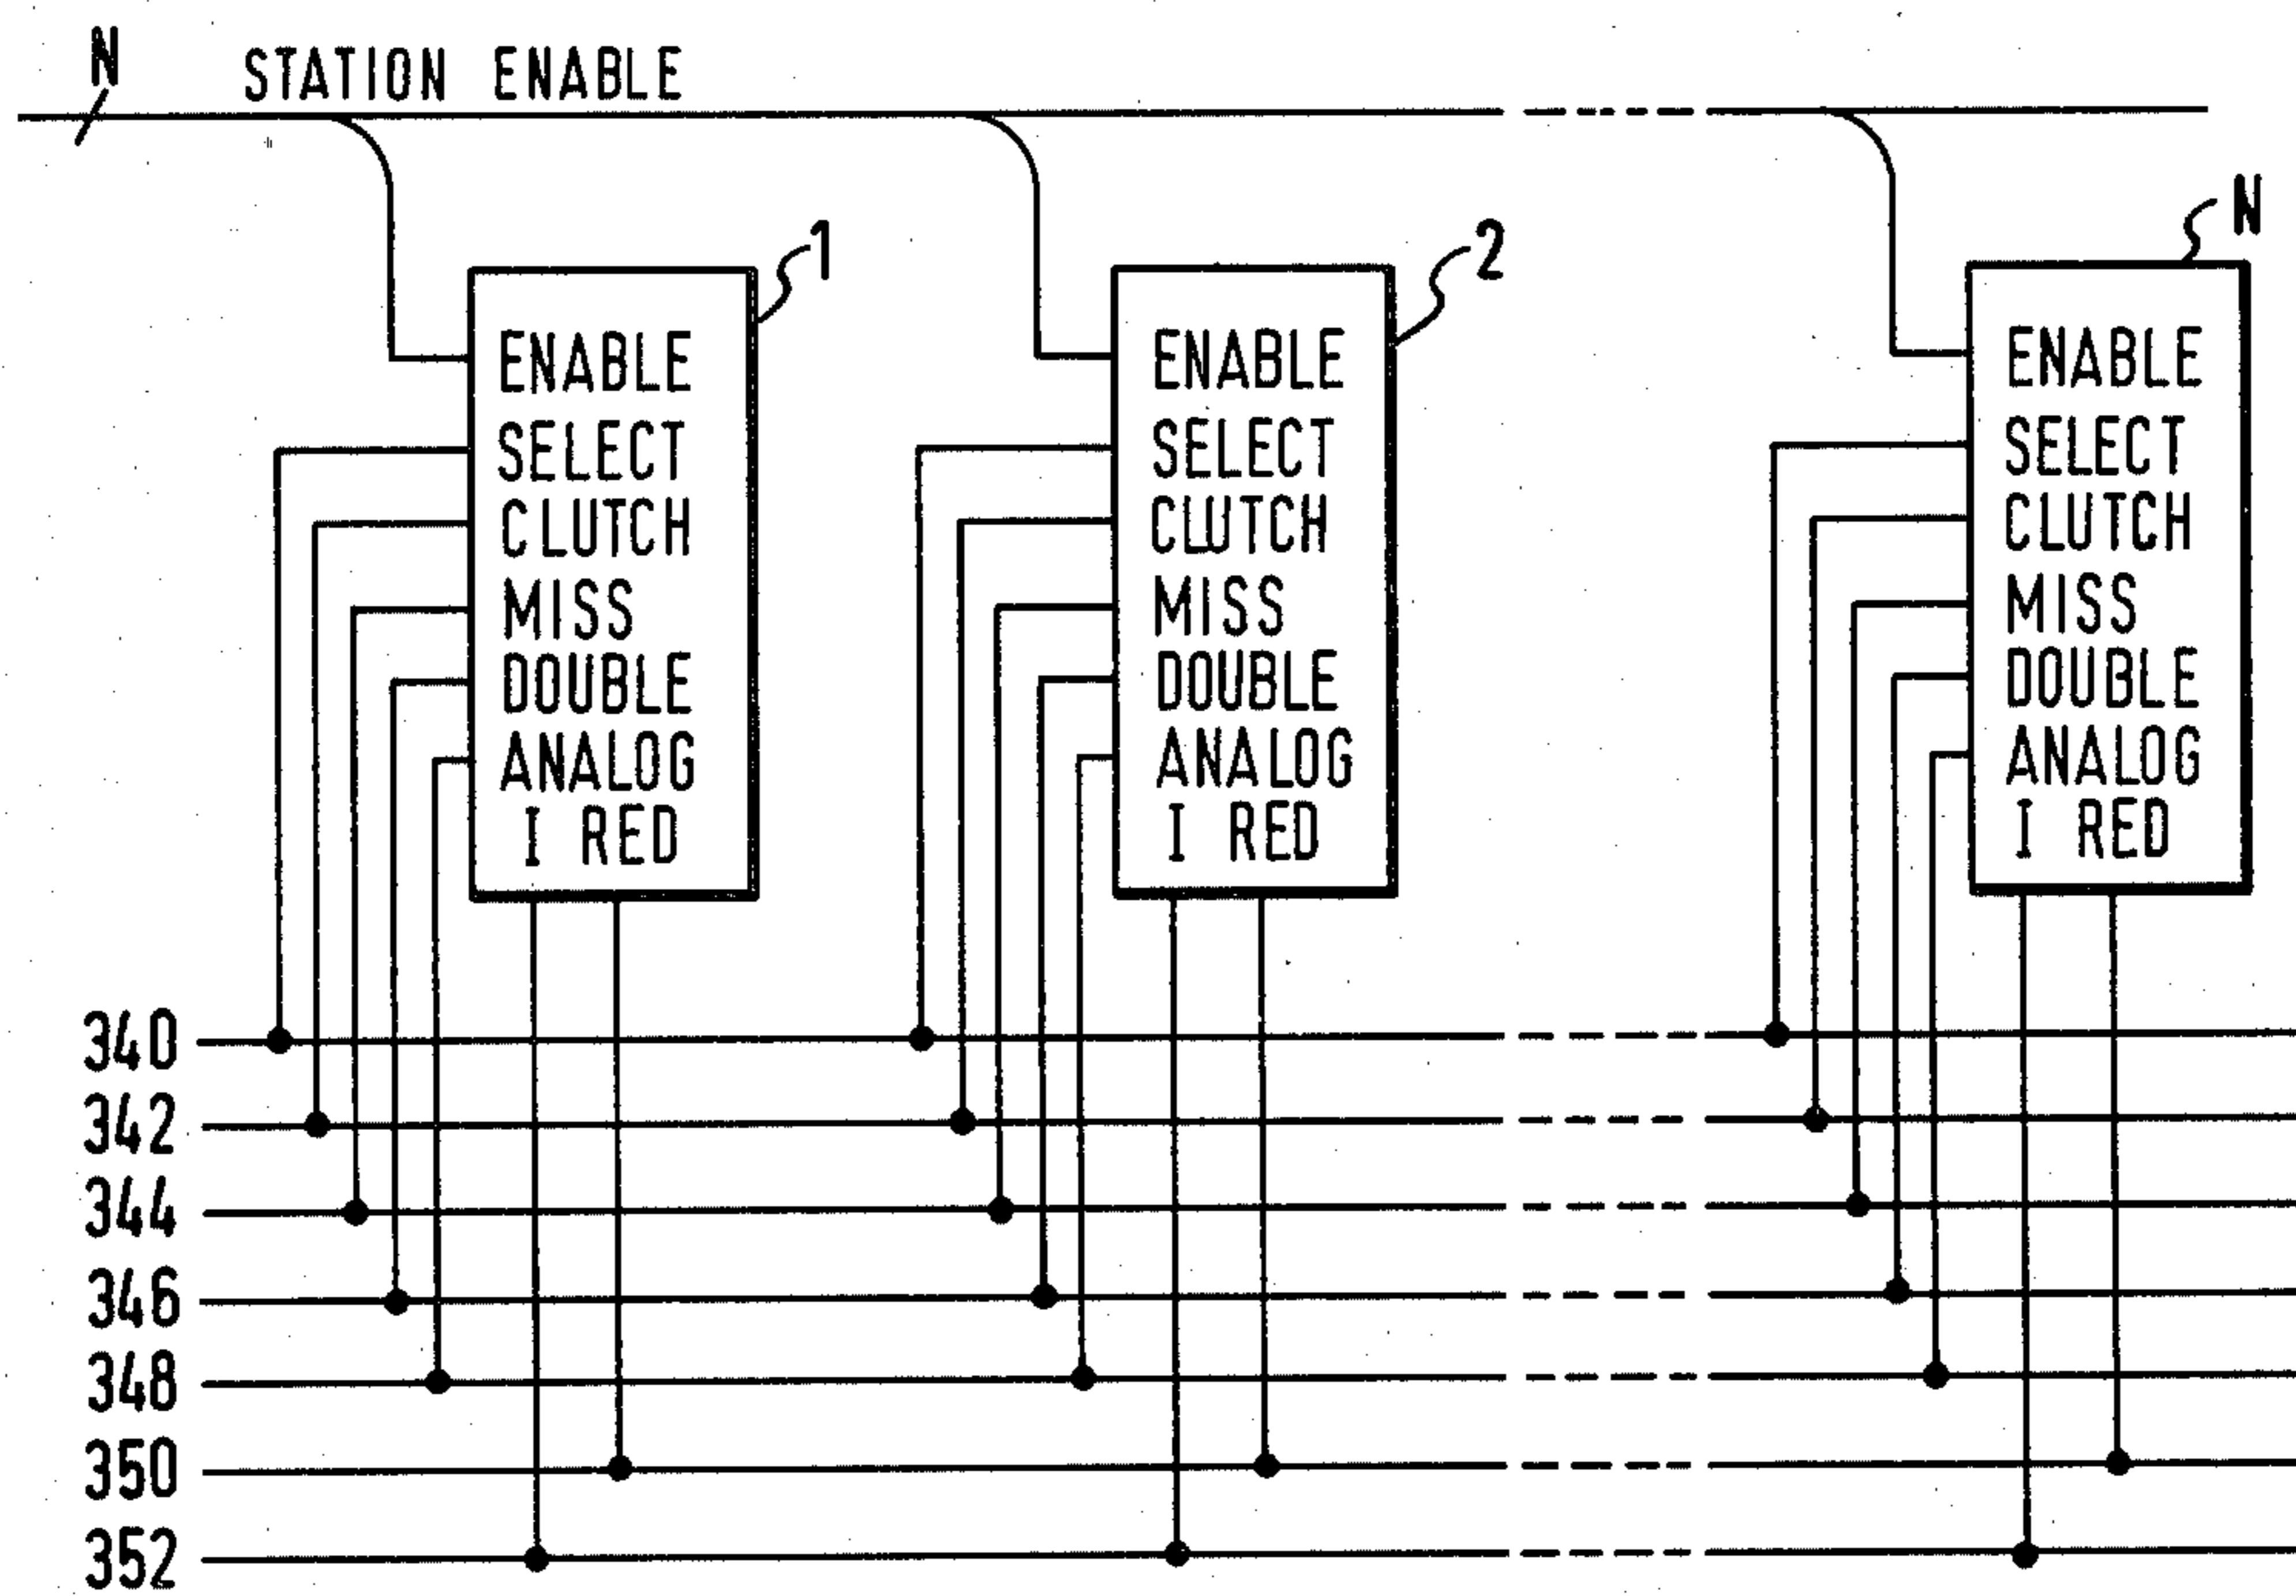 N
STATION ENABLE
1
2
N
ENABLE
SELECT
CLUTCH
MISS
DOUBLE
ANALOG
I RED
ENABLE
SELECT
CLUTCH
MISS
DOUBLE
ANALOG
I RED
ENABLE
SELECT
CLUTCH
MISS
DOUBLE
ANALOG
I RED
340
342
344
346
348
350
352